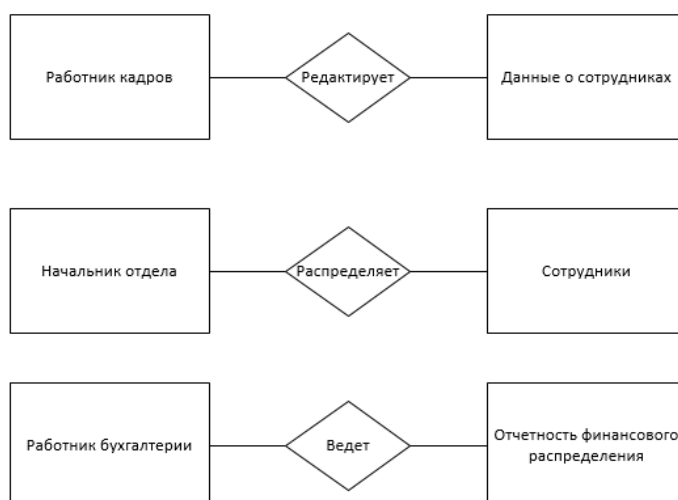 Работник кадров
Редактирует
Данные о сотрудниках
Начальник отдела
Распределяет
Сотрудники
Работник бухгалтерии
Ведет
Отчетность финансового
распределения